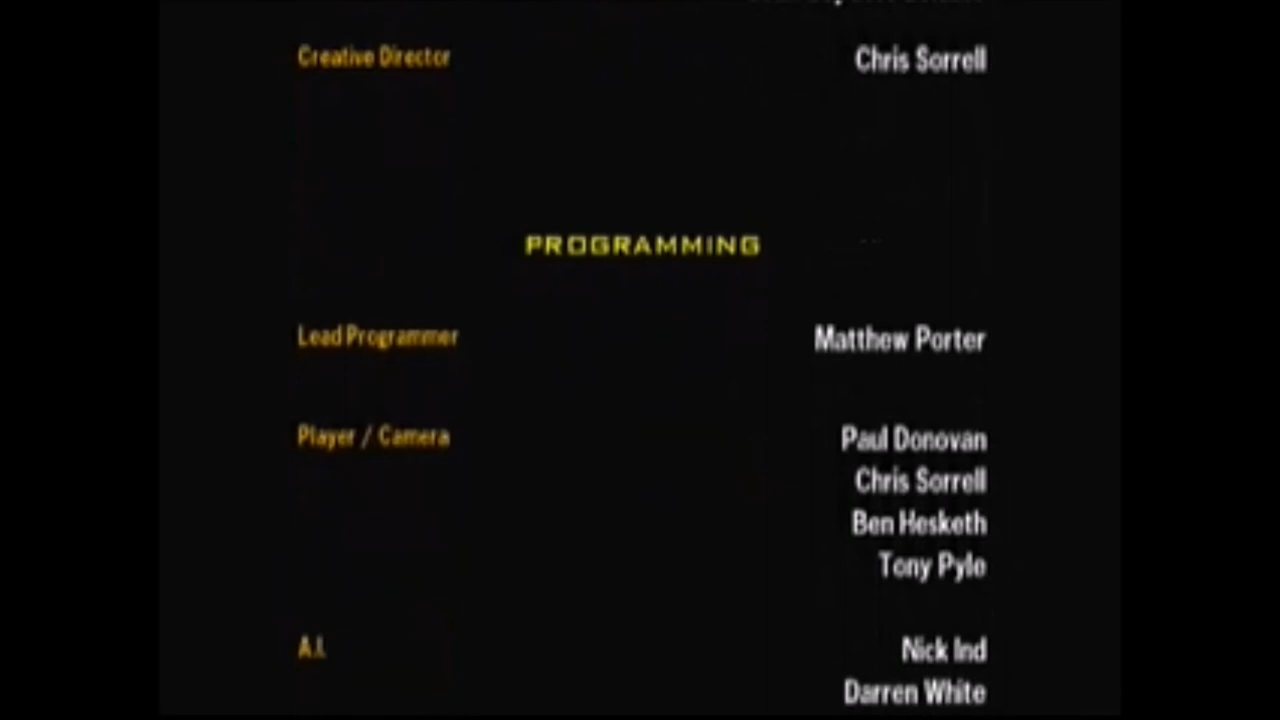 Creative Director Chris Sorrell
PROGRAMMING
Lead Programmer Matthew Porter
Player / Camera Paul Donovan
Chris Sorrell
Ben Hesketh
Tony Pyle
A.I. Nick Ind
Darren White